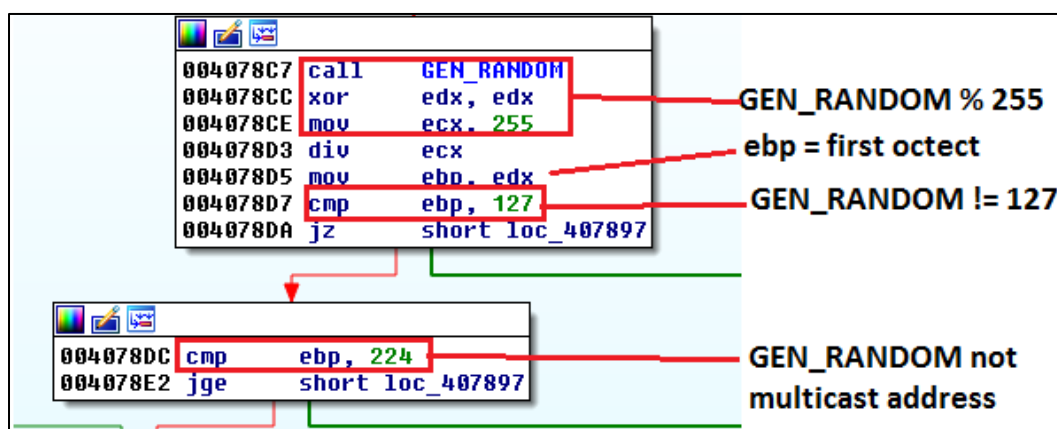 004078C7 call GEN_RANDOM
004078CC xor edx, edx
004078CE mov ecx, 255
004078D3 div ecx
004078D5 mov ebp, edx
004078D7 cmp ebp, 127
004078DA jz short loc_407897
GEN_RANDOM % 255
ebp = first octect
GEN_RANDOM != 127
004078DC cmp ebp, 224
004078E2 jge short loc_407897
GEN_RANDOM not
multicast address